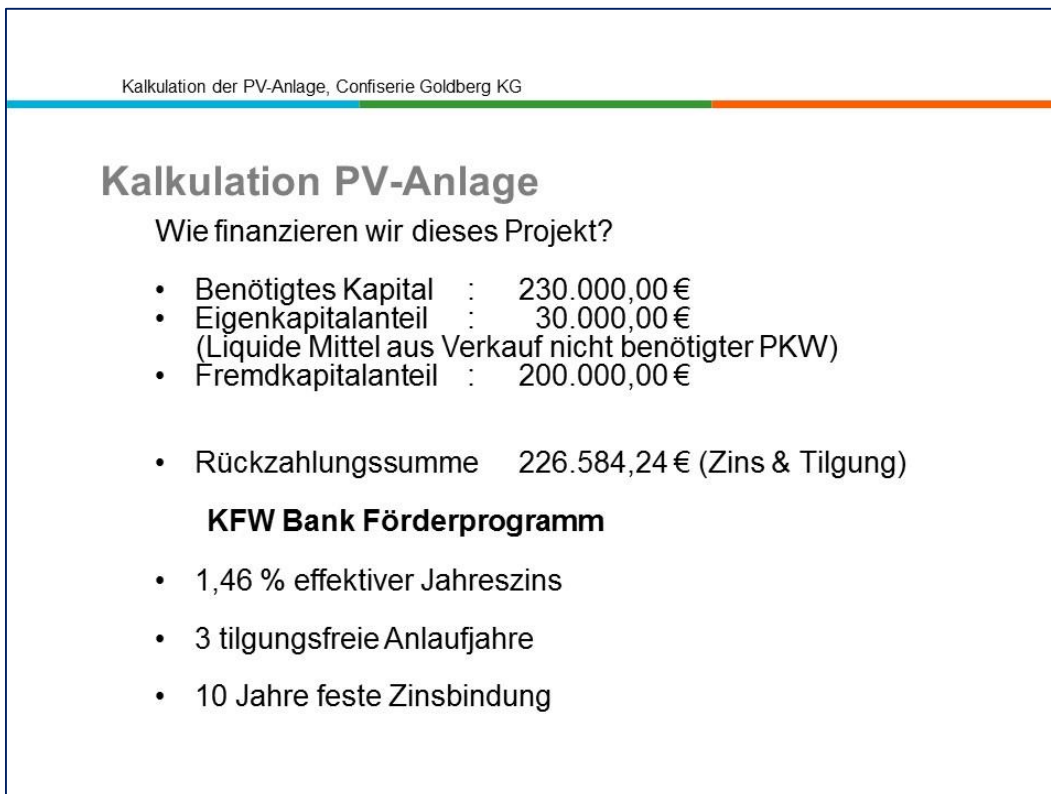 Kalkulation der PV-Anlage, Confiserie Goldberg KG
Kalkulation PV-Anlage
Wie finanzieren wir dieses Projekt?
• Benötigtes Kapital : 230.000,00 €
• Eigenkapitalanteil : 30.000,00 €
(Liquide Mittel aus Verkauf nicht benötigter PKW)
• Fremdkapitalanteil : 200.000,00 €
• Rückzahlungssumme 226.584,24 € (Zins & Tilgung)
KFW Bank Förderprogramm
• 1,46 % effektiver Jahreszins
• 3 tilgungsfreie Anlaufjahre
• 10 Jahre feste Zinsbindung